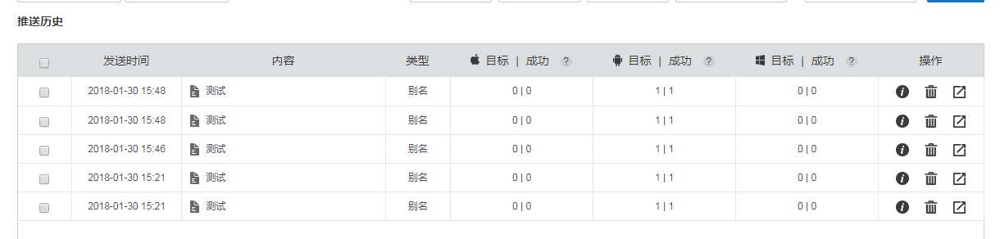 推送历史
发送时间 内容 类型 目标 | 成功 ? 目标 | 成功 ? 目标 | 成功 ? 操作
2018-01-30 15:48 测试 别名 0 | 0 1 | 1 0 | 0
2018-01-30 15:48 测试 别名 0 | 0 1 | 1 0 | 0
2018-01-30 15:46 测试 别名 0 | 0 1 | 1 0 | 0
2018-01-30 15:21 测试 别名 0 | 0 1 | 1 0 | 0
2018-01-30 15:21 测试 别名 0 | 0 1 | 1 0 | 0